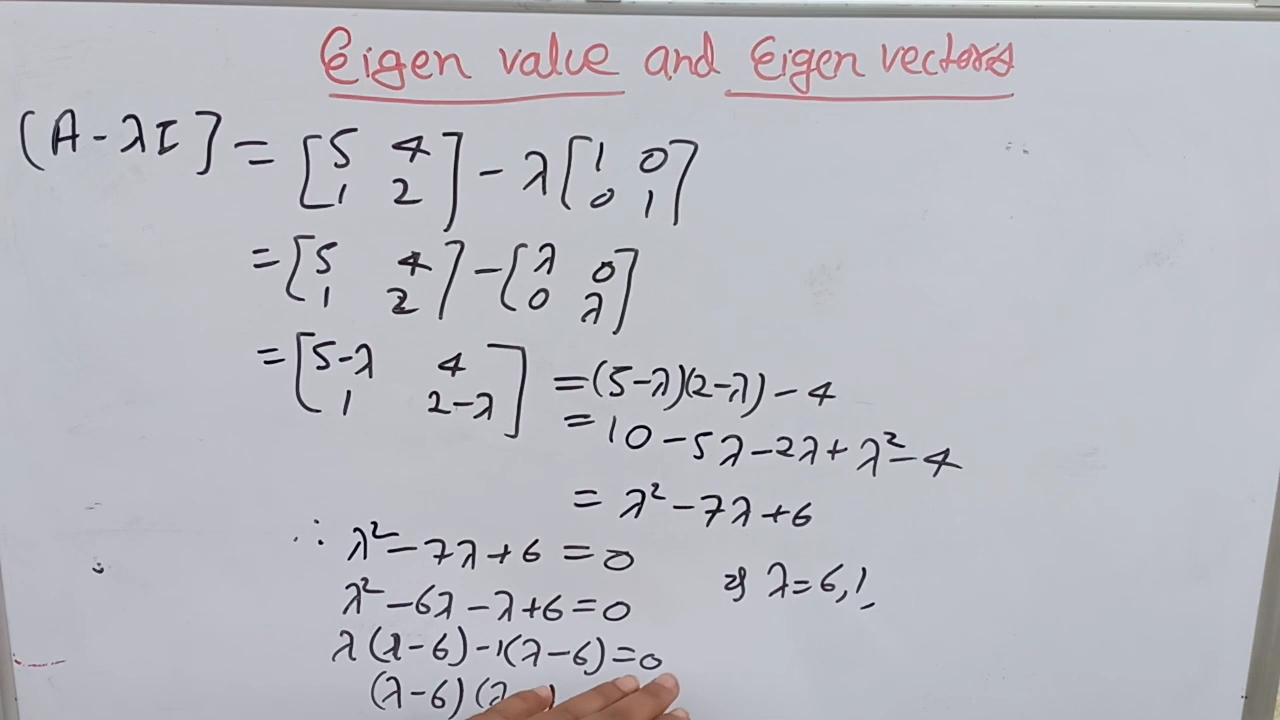 Eigen value and Eigen vectors
[A - λI] = [5 4
1 2] - λ [1 0
0 1]
= [5 4
1 2] - [λ 0
0 λ]
= [5-λ 4
1 2-λ] = (5-λ)(2-λ) - 4
= 10 - 5λ - 2λ + λ² - 4
= λ² - 7λ + 6
∴ λ² - 7λ + 6 = 0
λ² - 6λ - λ + 6 = 0 ⇒ λ = 6, 1
λ(λ-6) - 1(λ-6) = 0
(λ-6)(λ